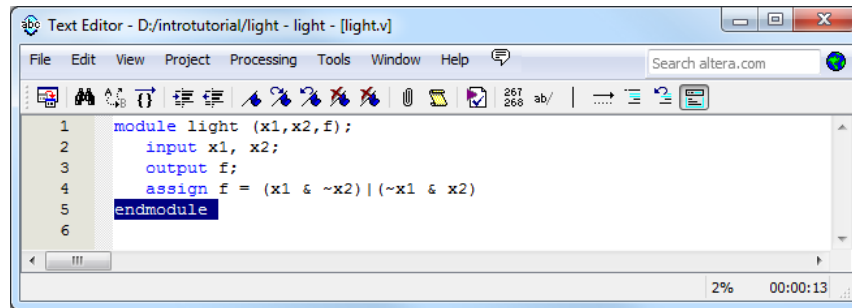 Text Editor - D:/introtutorial/light - light - [light.v]
File Edit View Project Processing Tools Window Help Search altera.com
267
268 ab/
1 module light (x1,x2,f);
2 input x1, x2;
3 output f;
4 assign f = (x1 & ~x2)|(~x1 & x2)
5 endmodule
6
2% 00:00:13